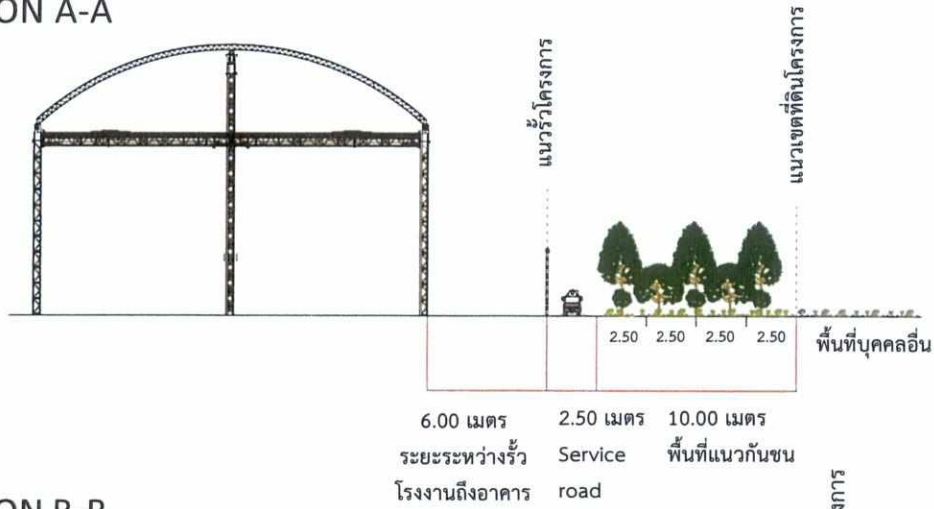 ON A-A
แนวรั้วโครงการ
แนวเขตที่ดินโครงการ
2.50 2.50 2.50 2.50
พื้นที่บุคคลอื่น
6.00 เมตร
ระยะระหว่างรั้ว
โรงงานถึงอาคาร
2.50 เมตร
Service
road
10.00 เมตร
พื้นที่แนวกันชน